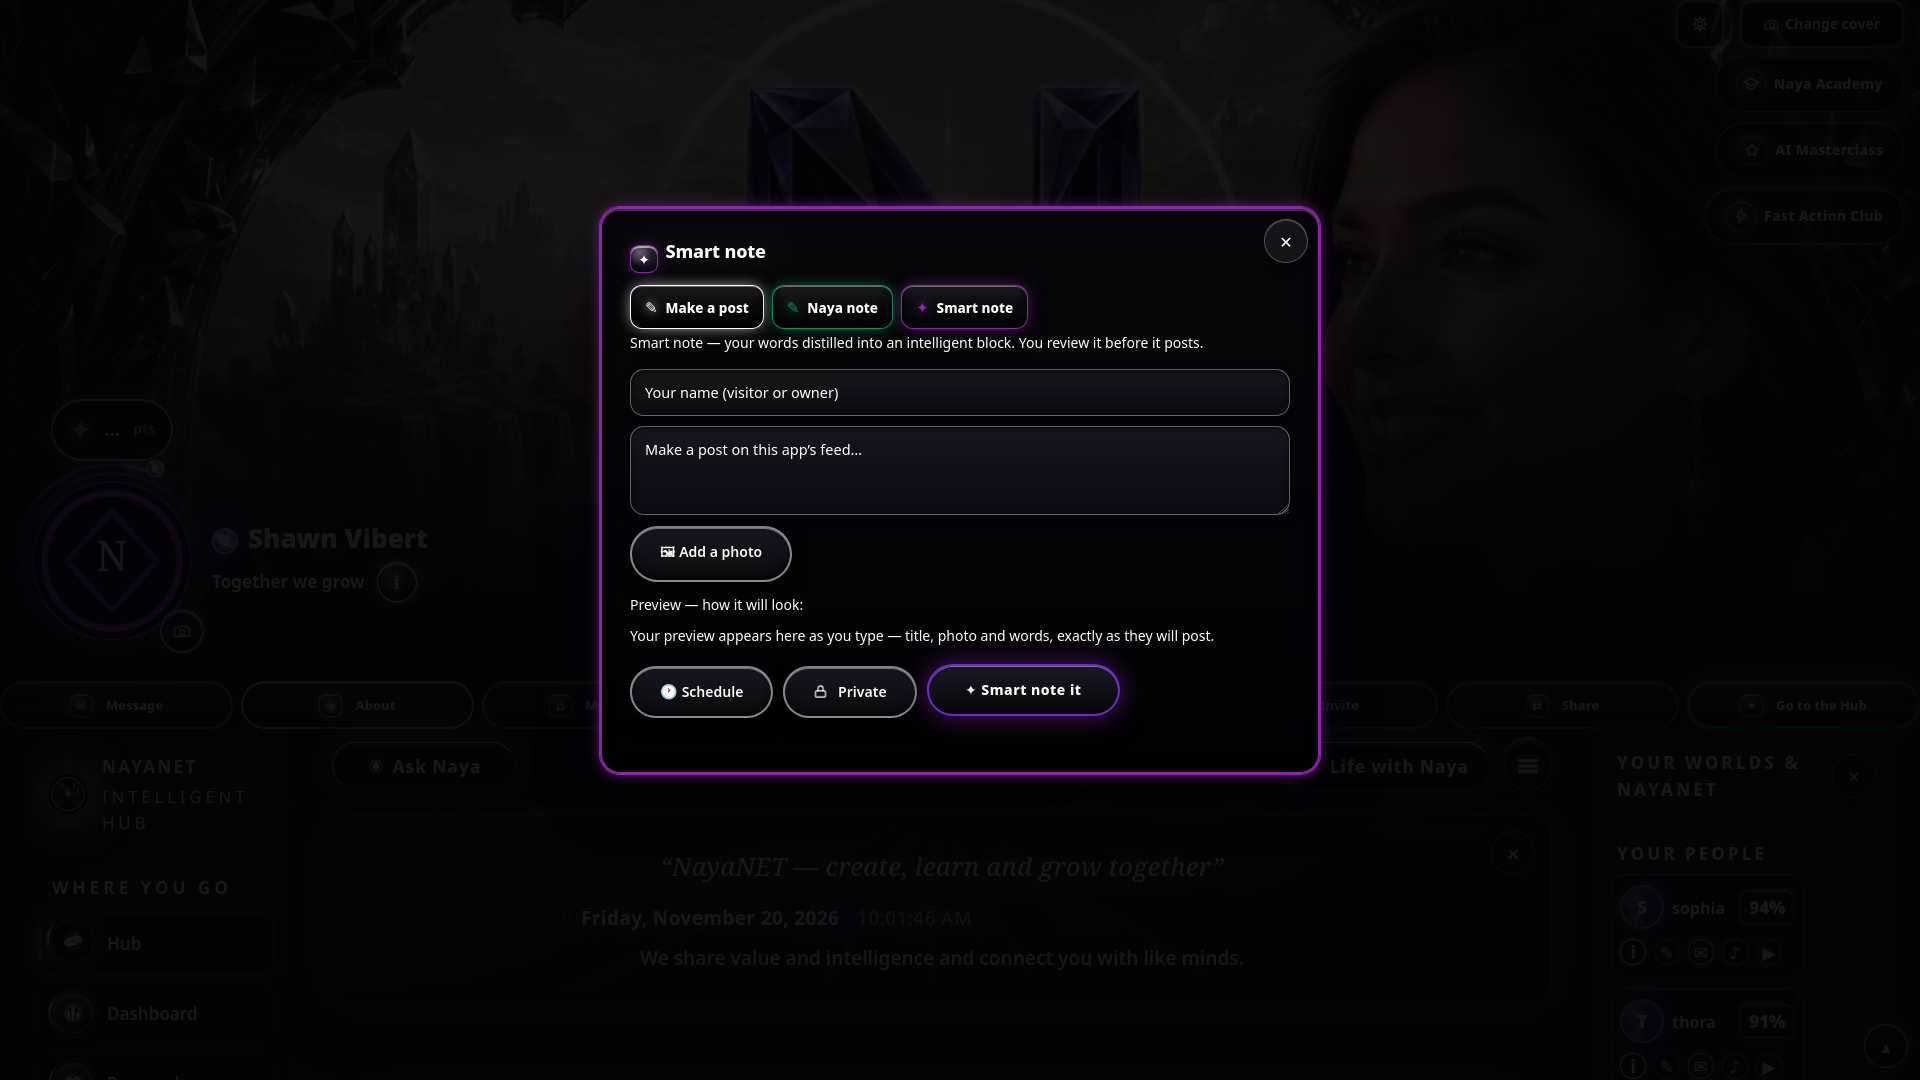 Change cover
Naya Academy
AI Masterclass
Fast Action Club
Smart note
Make a post
Naya note
Smart note
Smart note — your words distilled into an intelligent block. You review it before it posts.
Your name (visitor or owner)
Make a post on this app’s feed…
Add a photo
Preview — how it will look:
Your preview appears here as you type — title, photo and words, exactly as they will post.
Schedule
Private
✦ Smart note it
... pts
N
Shawn Vibert
Together we grow
Message
About
Share
Go to the Hub
NAYANET
INTELLIGENT
HUB
WHERE YOU GO
Hub
Dashboard
Ask Naya
Life with Naya
“NayaNET — create, learn and grow together”
Friday, November 20, 2026 10:01:46 AM
We share value and intelligence and connect you with like minds.
YOUR WORLDS &
NAYANET
YOUR PEOPLE
S sophia 94%
T thora 91%